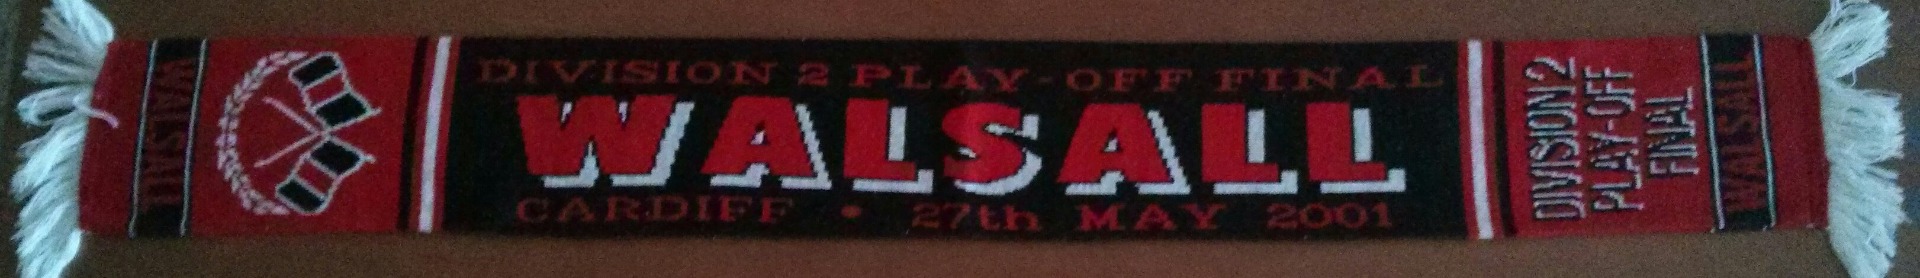 WALSALL
DIVISION 2 PLAY-OFF FINAL
WALSALL
CARDIFF • 27th MAY 2001
DIVISION 2
PLAY-OFF
FINAL
WALSALL